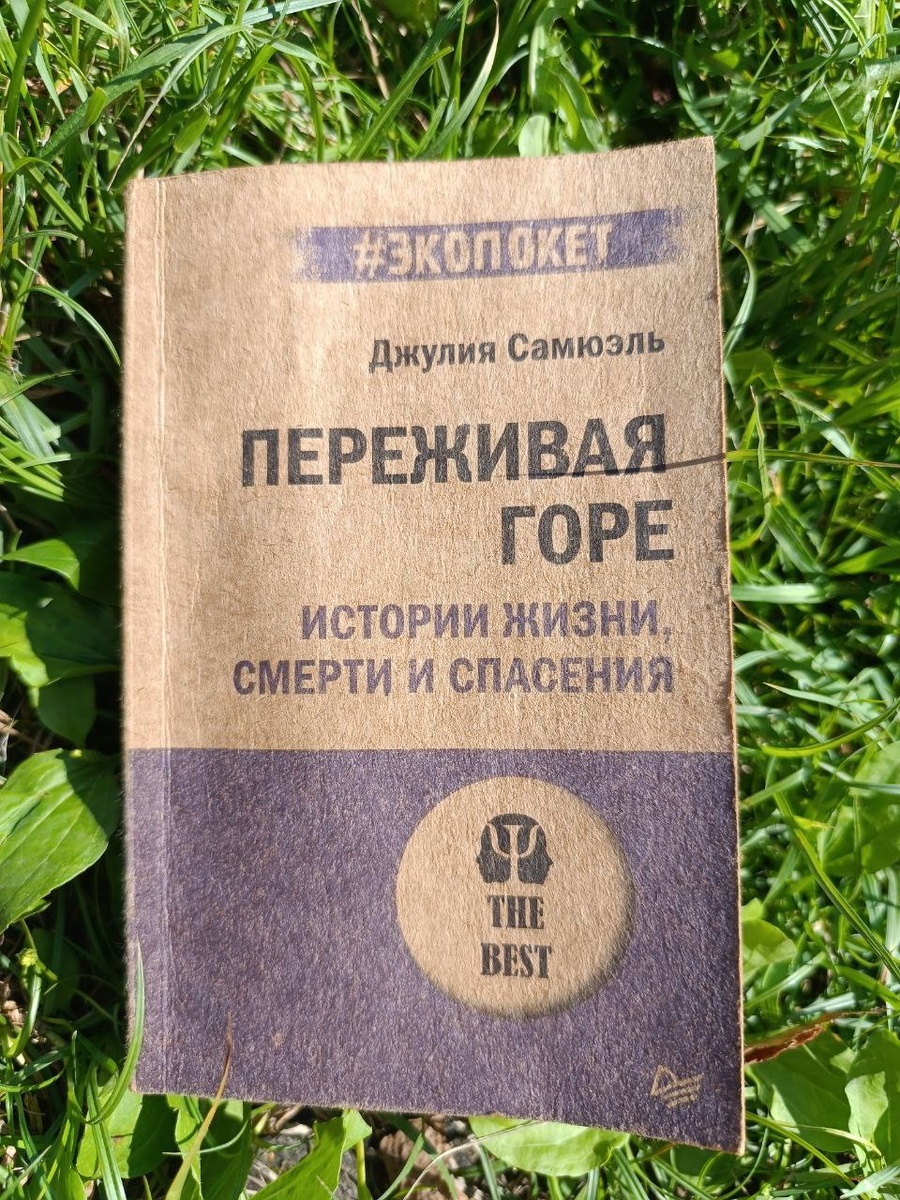 #ЭКОПОКЕТ
Джулия Самюэль
ПЕРЕЖИВАЯ
ГОРЕ
ИСТОРИИ ЖИЗНИ,
СМЕРТИ И СПАСЕНИЯ
THE
BEST